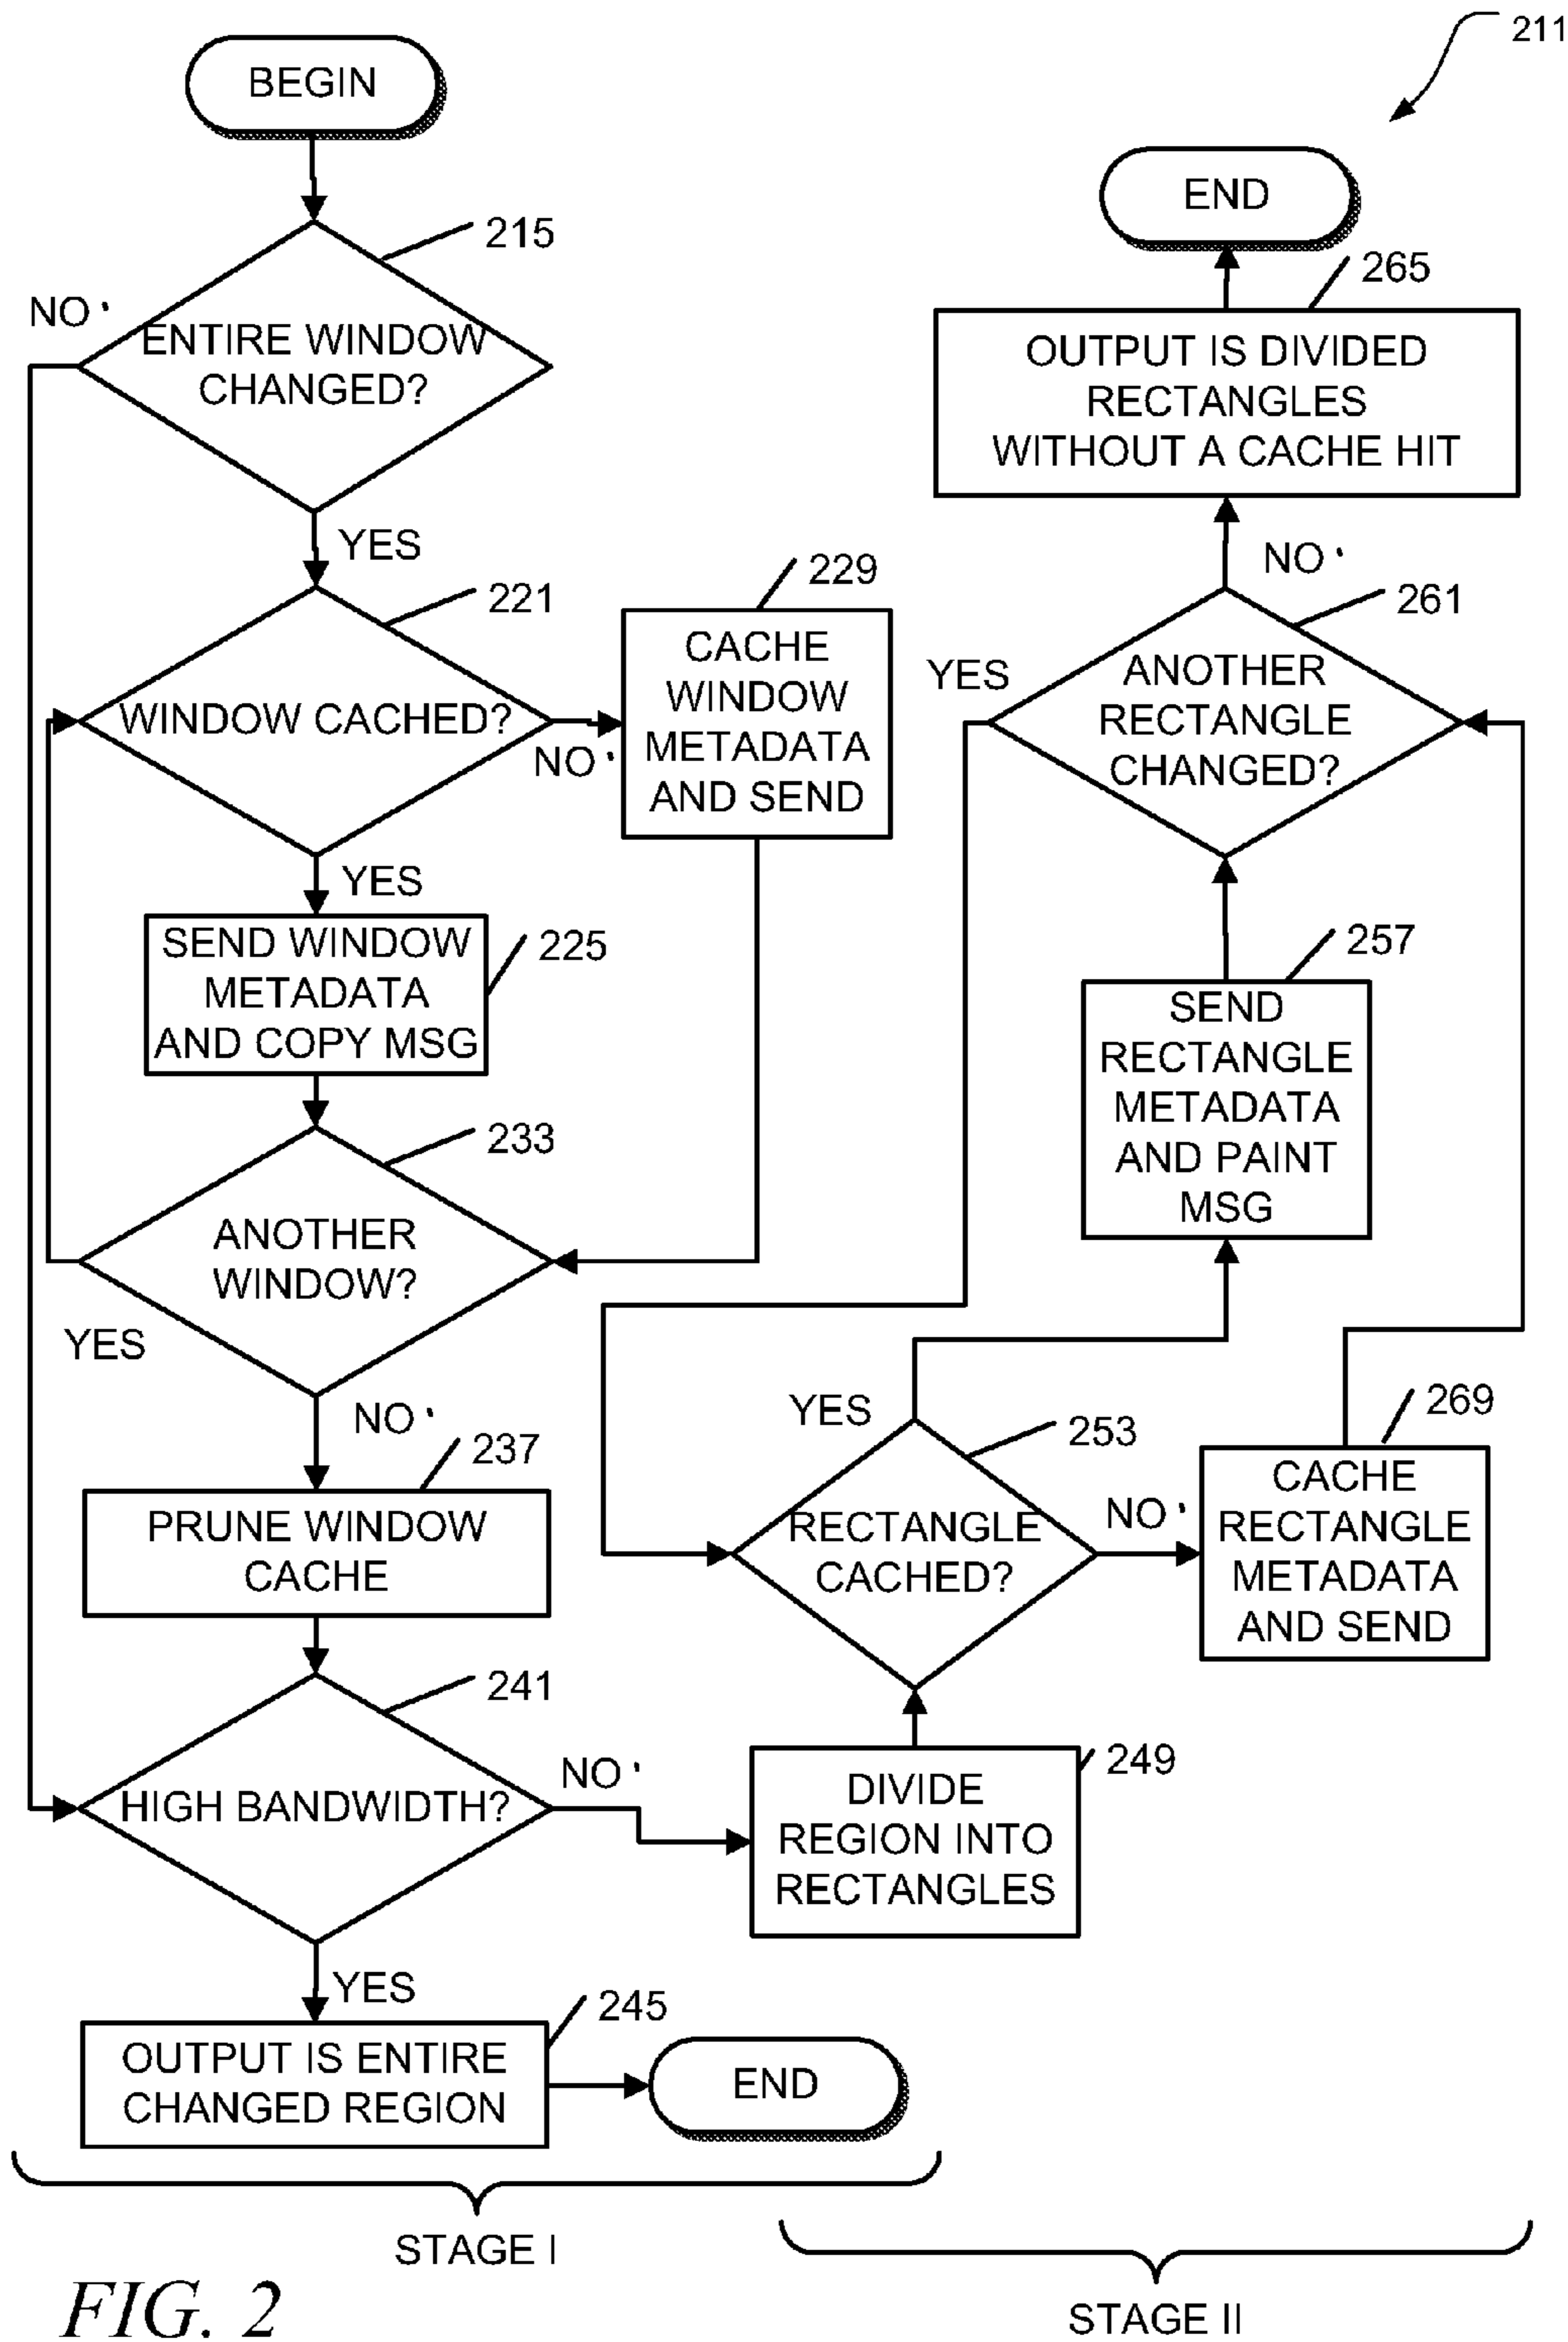 211
BEGIN
215
NO
ENTIRE WINDOW
CHANGED?
YES
221
WINDOW CACHED?
NO
229
CACHE
WINDOW
METADATA
AND SEND
YES
SEND WINDOW
METADATA
AND COPY MSG
225
233
ANOTHER
WINDOW?
YES
NO
237
PRUNE WINDOW
CACHE
241
HIGH BANDWIDTH?
NO
YES
245
OUTPUT IS ENTIRE
CHANGED REGION
END
STAGE I
END
265
OUTPUT IS DIVIDED
RECTANGLES
WITHOUT A CACHE HIT
NO
261
YES
ANOTHER
RECTANGLE
CHANGED?
257
SEND
RECTANGLE
METADATA
AND PAINT
MSG
YES
253
RECTANGLE
CACHED?
NO
269
CACHE
RECTANGLE
METADATA
AND SEND
249
DIVIDE
REGION INTO
RECTANGLES
STAGE II
FIG. 2